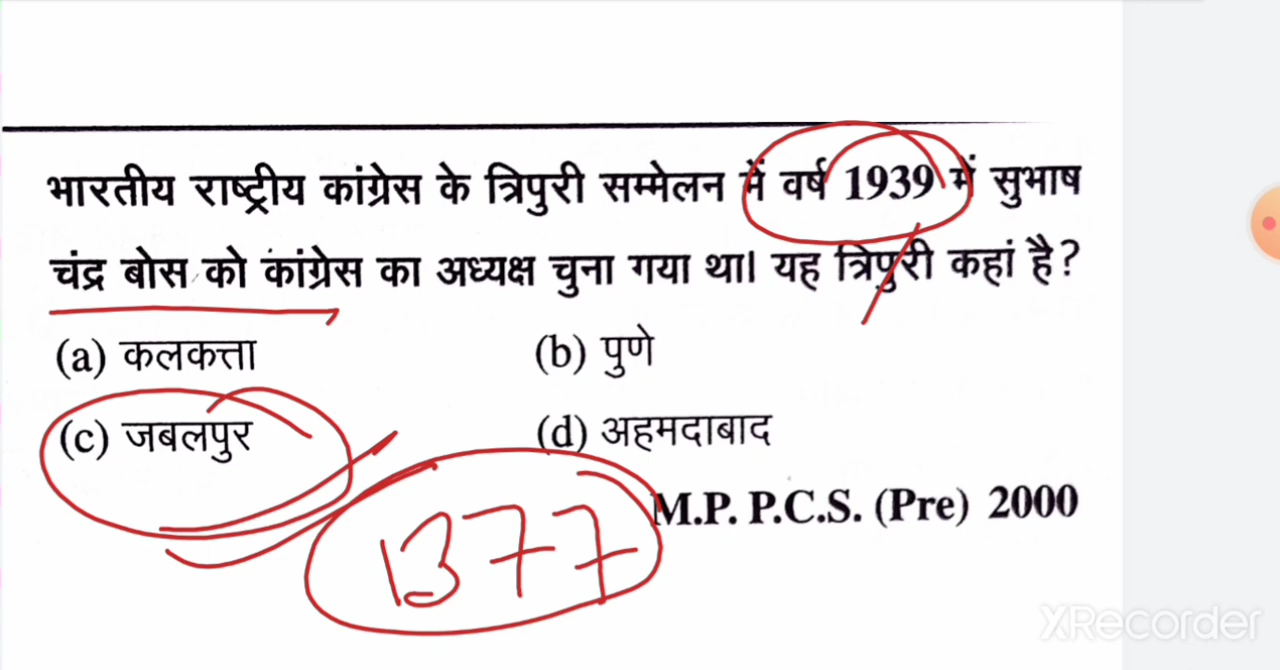 भारतीय राष्ट्रीय कांग्रेस के त्रिपुरी सम्मेलन में वर्ष 1939 में सुभाष
चंद्र बोस को कांग्रेस का अध्यक्ष चुना गया था। यह त्रिपुरी कहां है?
(a) कलकत्ता (b) पुणे
(c) जबलपुर (d) अहमदाबाद
M.P. P.C.S. (Pre) 2000
1377
XRecorder